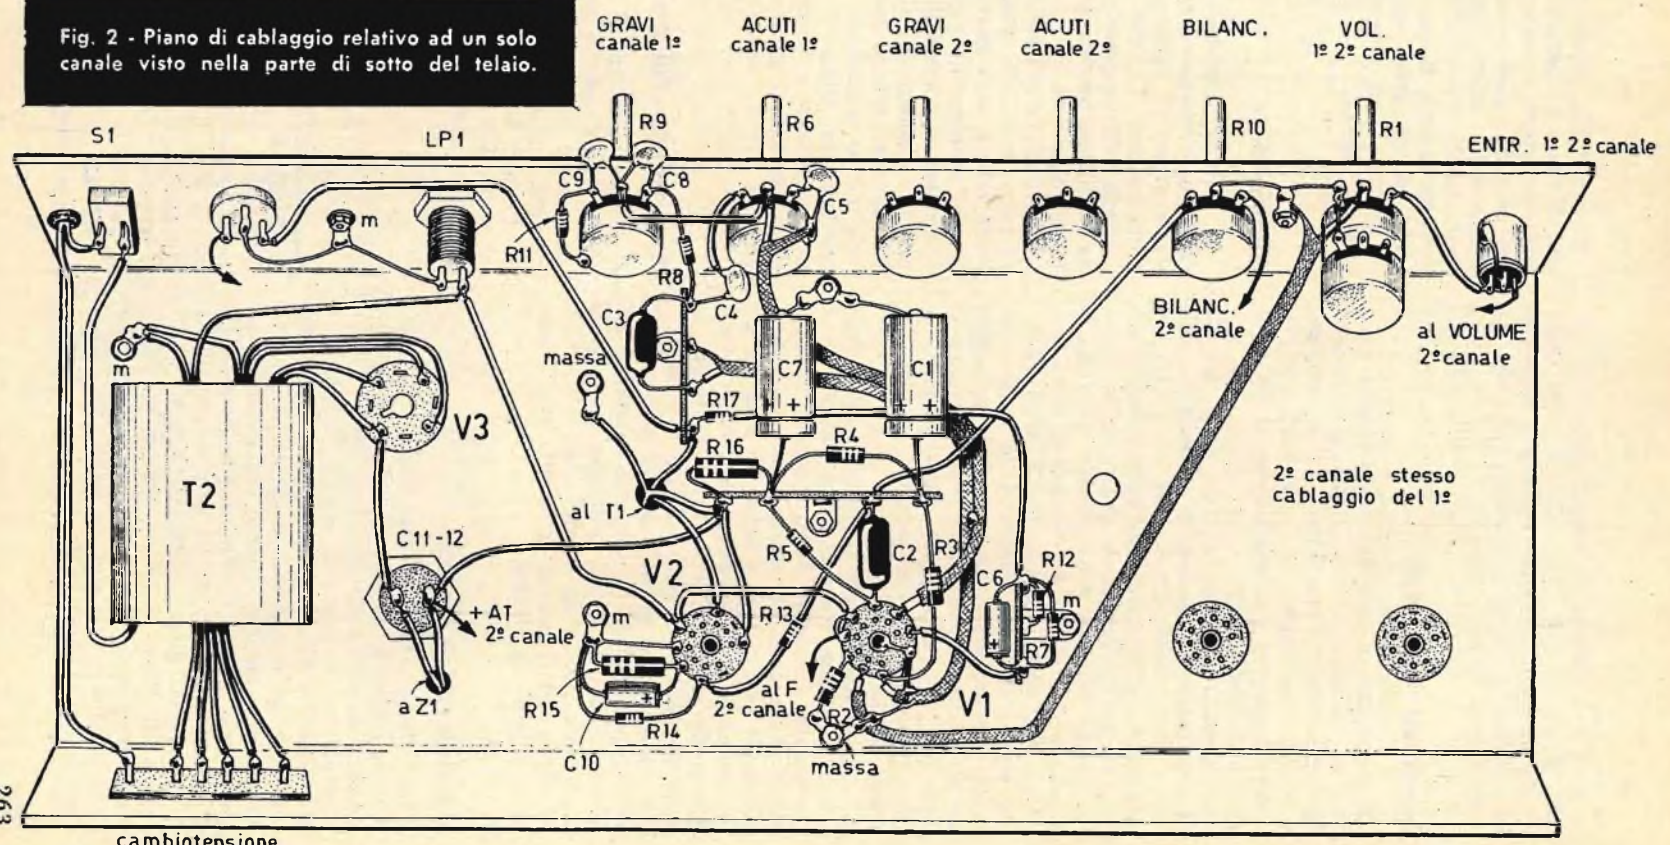 Fig. 2 - Piano di cablaggio relativo ad un solo
canale visto nella parte di sotto del telaio.
GRAVI
canale 1º
ACUTI
canale 1º
GRAVI
canale 2º
ACUTI
canale 2º
BILANC.
VOL.
1º 2º canale
S1
LP1
R9
R6
R10
R1
ENTR. 1º 2º canale
C9
C8
C5
m
R11
R8
C4
C3
BILANC.
2º canale
al VOLUME
2º canale
m
massa
C7
C1
+ +
+ +
R17
V3
R16
R4
T2
al T1
2º canale stesso
cablaggio del 1º
C11-12
R5
C2
R3
V2
C6
R12
+ AT
2º canale
m
R13
m
+
R7
a Z1
R15
+
al F
2º canale
V1
R14
R2
C10
massa
263
cambiotensione